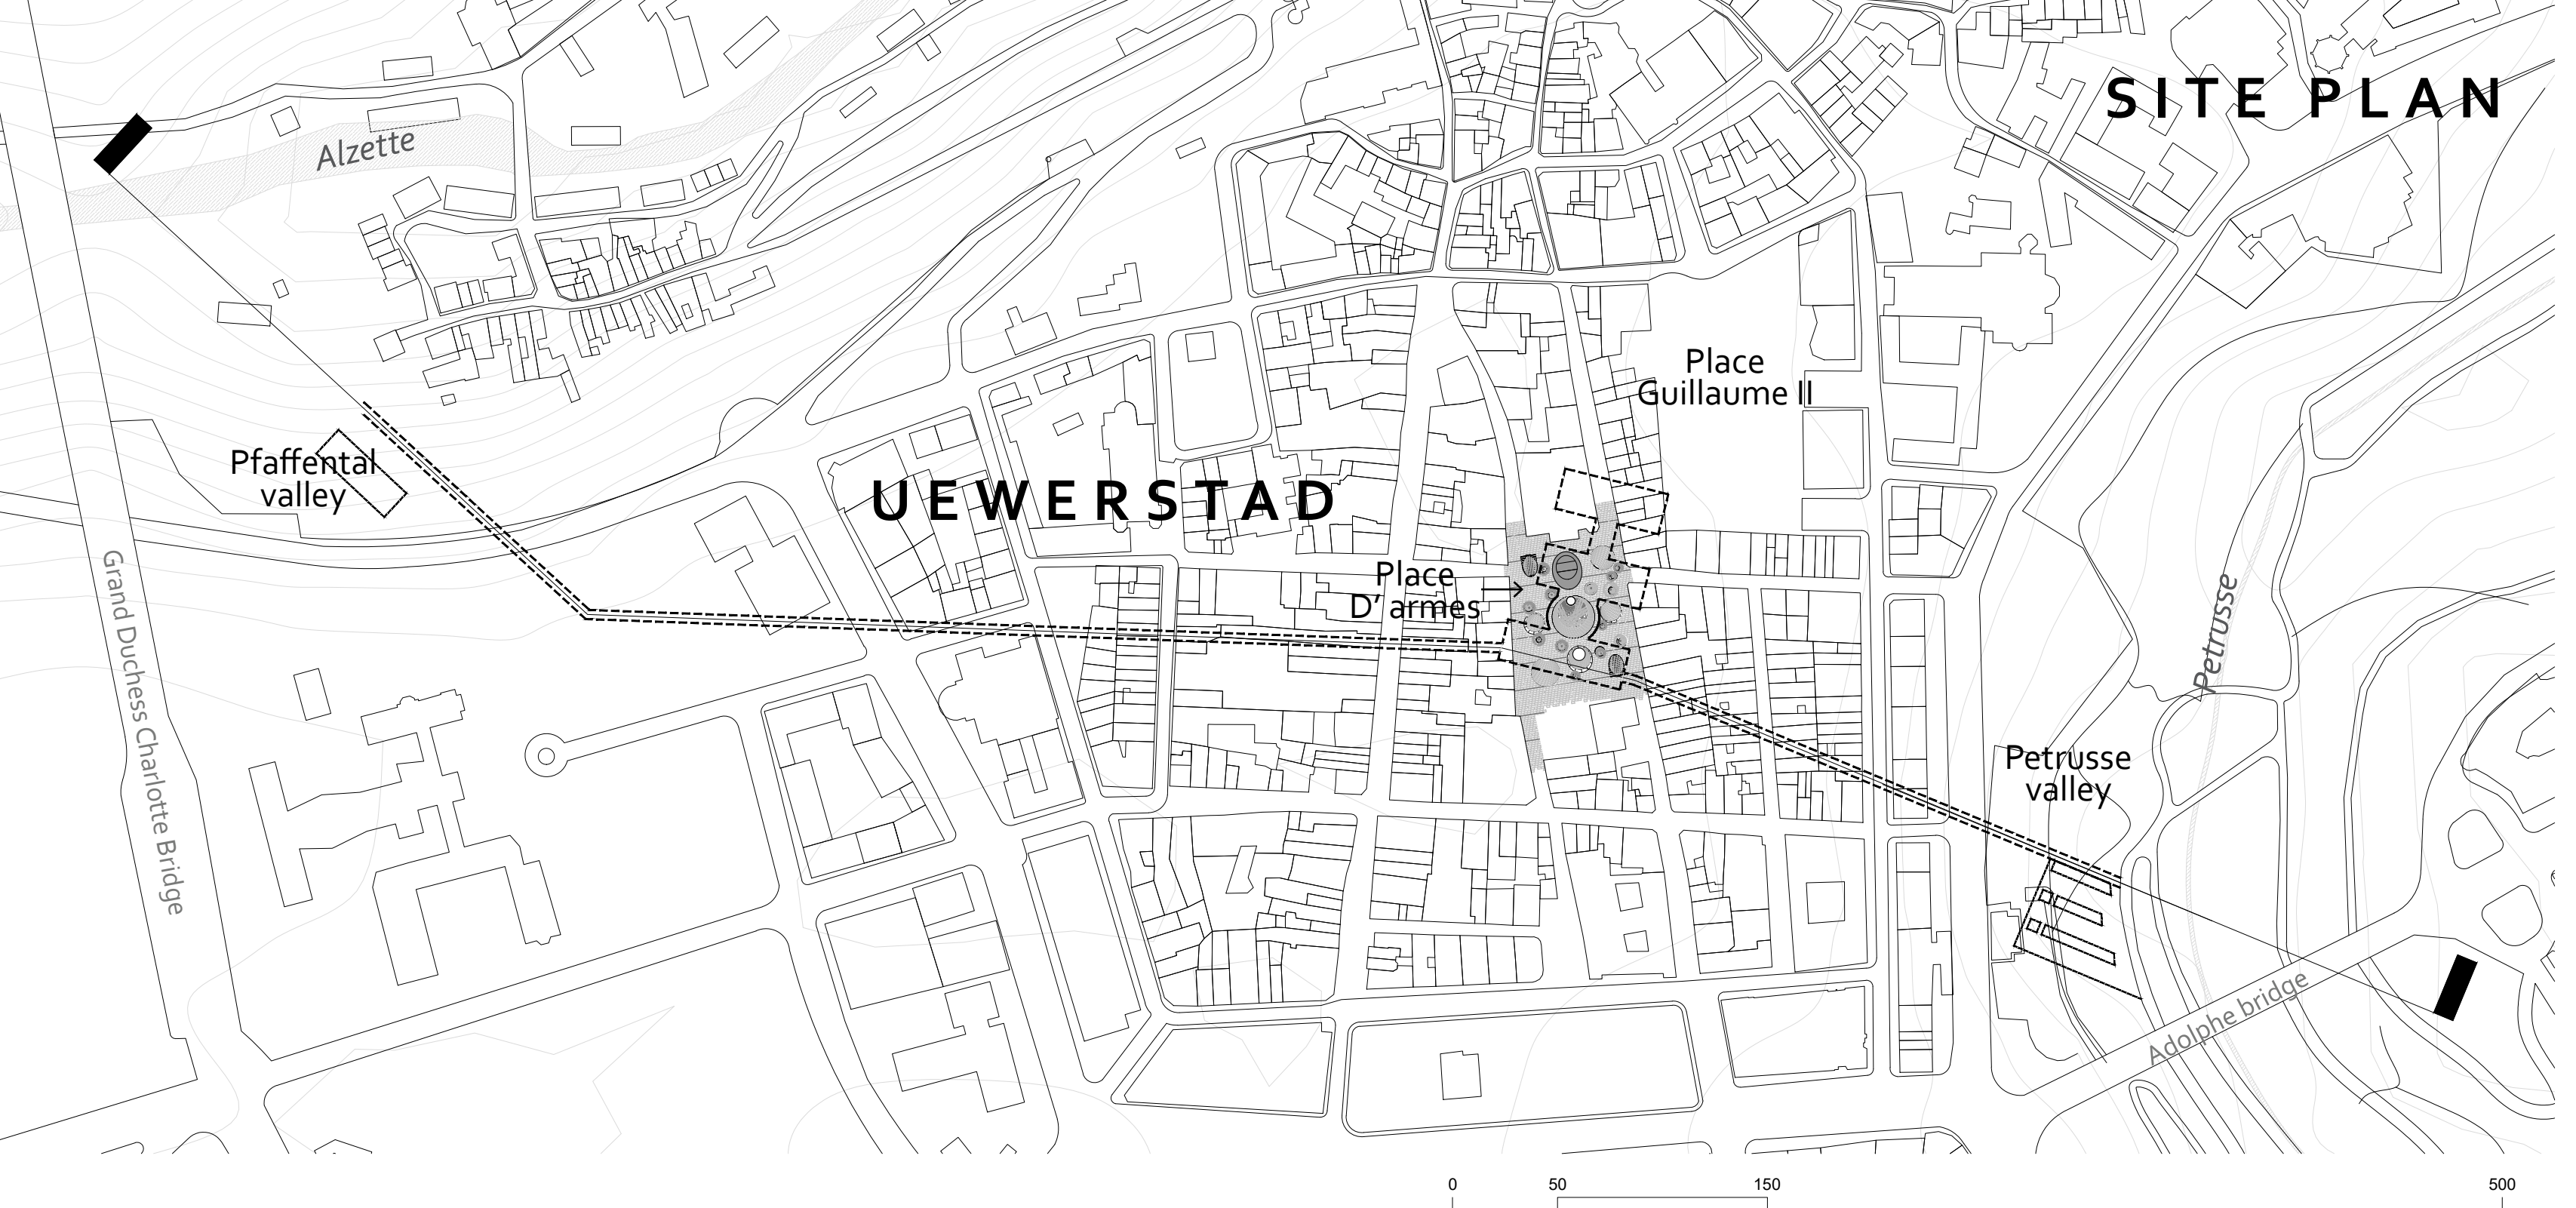 SITE PLAN
Alzette
Place
Guillaume II
Pfaffental
valley
UEWERSTAD
Place
D' armes
Grand Duchess Charlotte Bridge
Petrusse
Petrusse
valley
Adolphe bridge
0 50 150 500